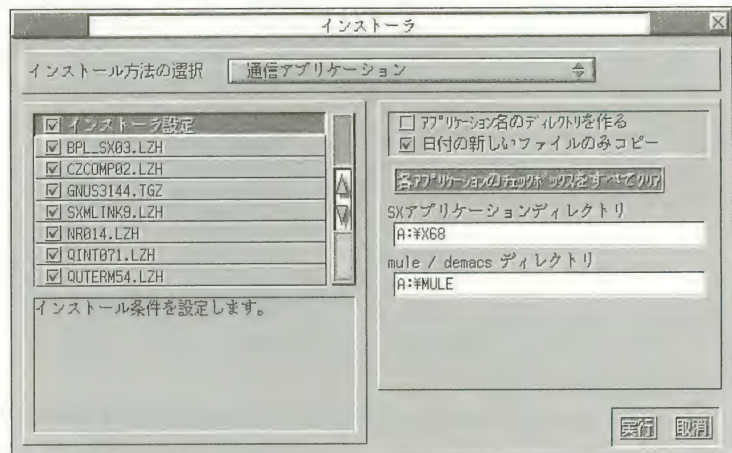 インストーラ
インストール方法の選択 通信アプリケーション
インストーラ設定
BPL_SX03.LZH
CZCOMP02.LZH
GNUS3144.TGZ
SXMLINK9.LZH
NR014.LZH
QINT071.LZH
QUTERM54.LZH
インストール条件を設定します。
ｱﾌﾟﾘｹｰｼｮﾝ名のﾃﾞｨﾚｸﾄﾘを作る
日付の新しいファイルのみコピー
各ｱﾌﾟﾘｹｰｼｮﾝのﾁｪｯｸﾎﾞｯｸｽをすべてｸﾘｱ
SXアプリケーションディレクトリ
A:¥X68
mule / demacs ディレクトリ
A:¥MULE
実行 取消